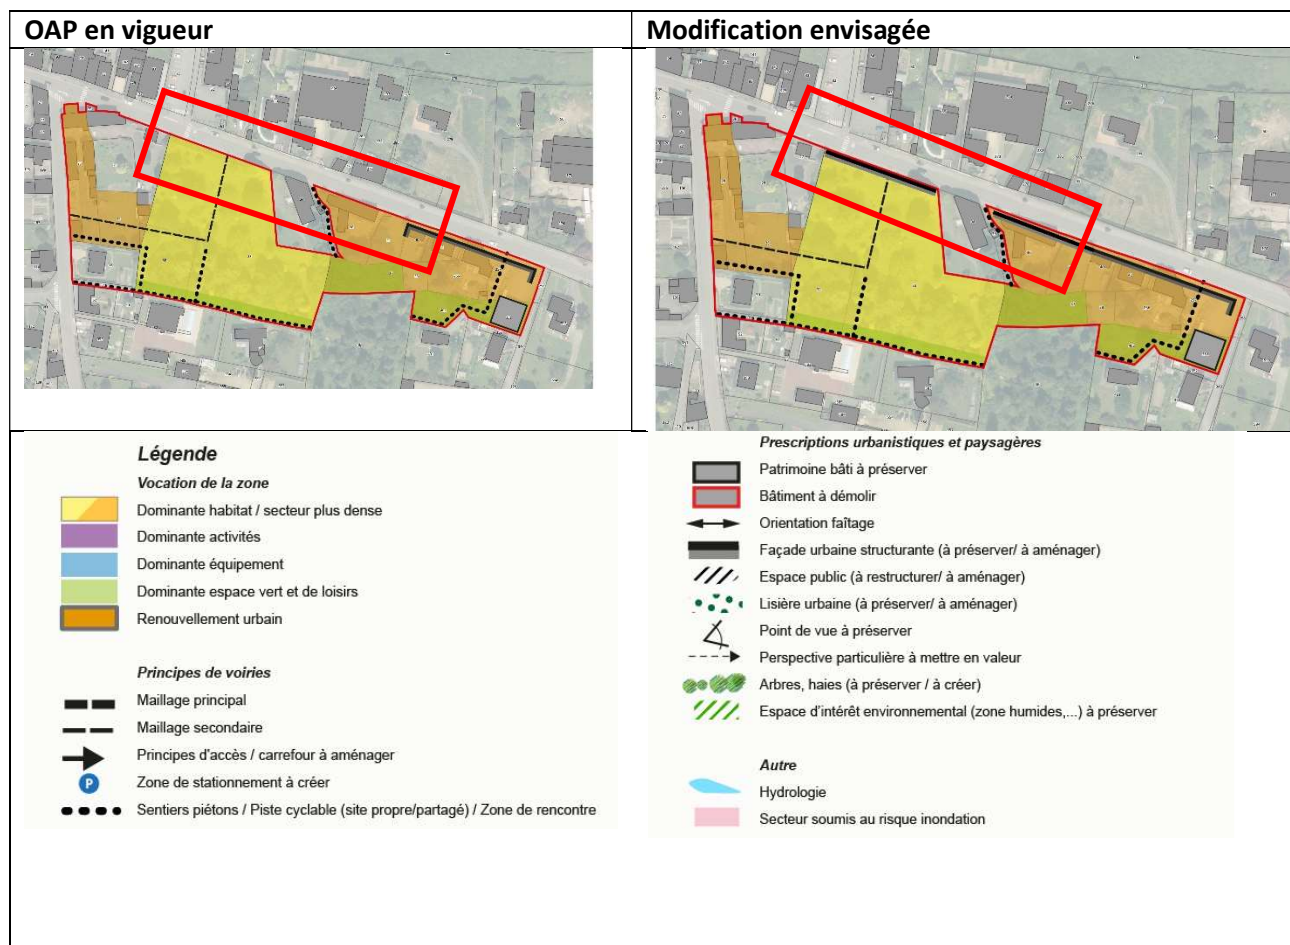 OAP en vigueur
Modification envisagée
Légende
Vocation de la zone
Dominante habitat / secteur plus dense
Dominante activités
Dominante équipement
Dominante espace vert et de loisirs
Renouvellement urbain
Principes de voiries
Maillage principal
Maillage secondaire
Principes d'accès / carrefour à aménager
P
Zone de stationnement à créer
Sentiers piétons / Piste cyclable (site propre/partagé) / Zone de rencontre
Prescriptions urbanistiques et paysagères
Patrimoine bâti à préserver
Bâtiment à démolir
Orientation faîtage
Façade urbaine structurante (à préserver/ à aménager)
Espace public (à restructurer/ à aménager)
Lisière urbaine (à préserver/ à aménager)
Point de vue à préserver
Perspective particulière à mettre en valeur
Arbres, haies (à préserver / à créer)
Espace d'intérêt environnemental (zone humides,...) à préserver
Autre
Hydrologie
Secteur soumis au risque inondation